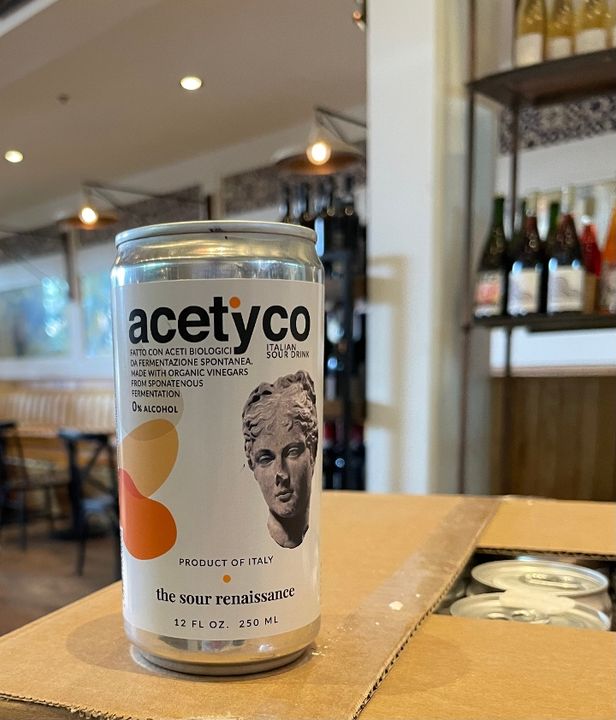 acetyco
ITALIAN
SOUR DRINK
FATTO CON ACETI BIOLOGICI
DA FERMENTAZIONE SPONTANEA.
MADE WITH ORGANIC VINEGARS
FROM SPONATENOUS
FERMENTATION
0% ALCOHOL
PRODUCT OF ITALY
the sour renaissance
12 FL OZ. 250 ML